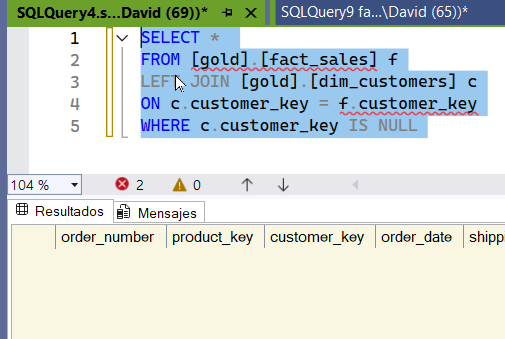 SQLQuery4.s...David (69))* SQLQuery9 fa...\David (65))*
1 SELECT *
2 FROM [gold].[fact_sales] f
3 LEFT JOIN [gold].[dim_customers] c
4 ON c.customer_key = f.customer_key
5 WHERE c.customer_key IS NULL
104 % 2 0
Resultados Mensajes
order_number product_key customer_key order_date shippi